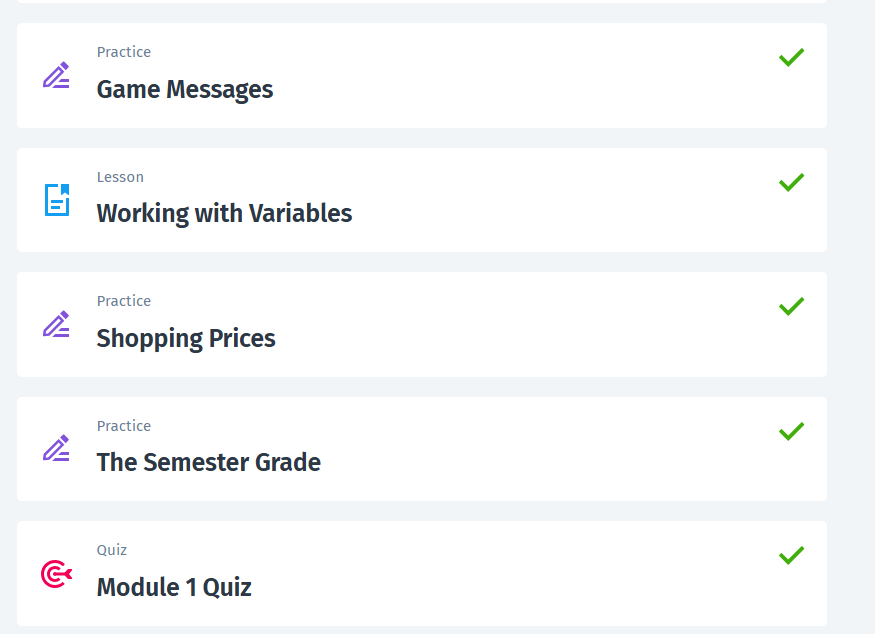 Practice
Game Messages
Lesson
Working with Variables
Practice
Shopping Prices
Practice
The Semester Grade
Quiz
Module 1 Quiz